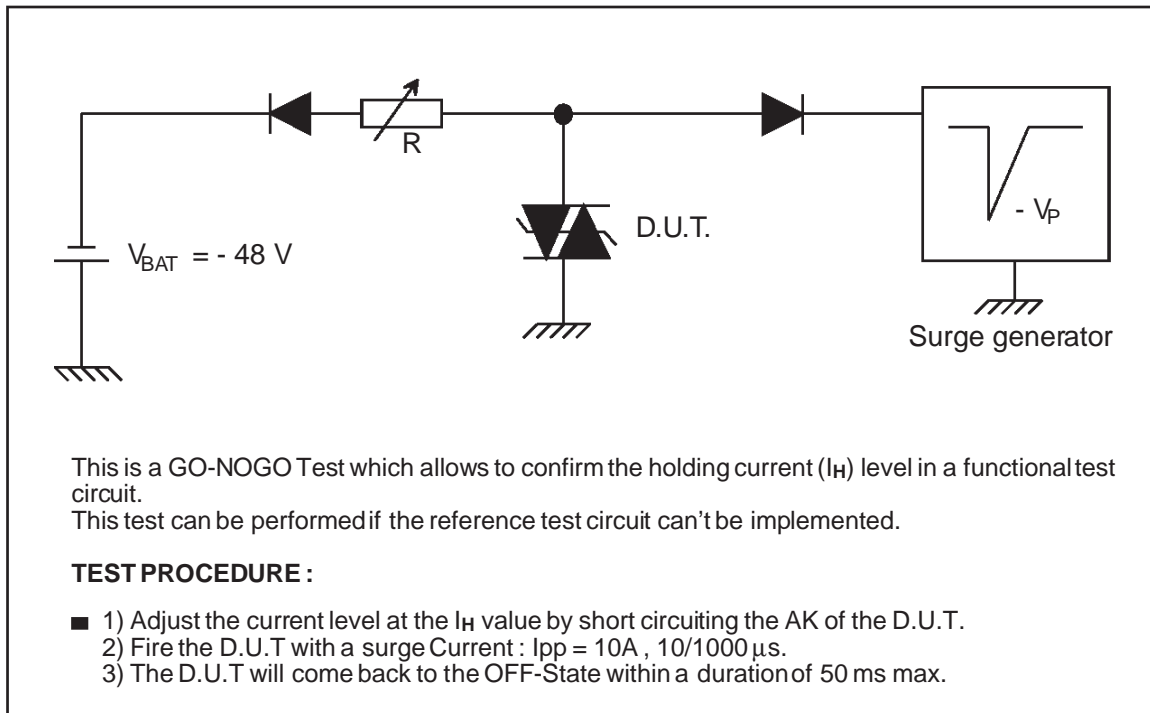 R
D.U.T.
- VP
VBAT = - 48 V
Surge generator
This is a GO-NOGO Test which allows to confirm the holding current (IH) level in a functional test
circuit.
This test can be performed if the reference test circuit can't be implemented.
TEST PROCEDURE :
■ 1) Adjust the current level at the IH value by short circuiting the AK of the D.U.T.
2) Fire the D.U.T with a surge Current : Ipp = 10A , 10/1000 μs.
3) The D.U.T will come back to the OFF-State within a duration of 50 ms max.